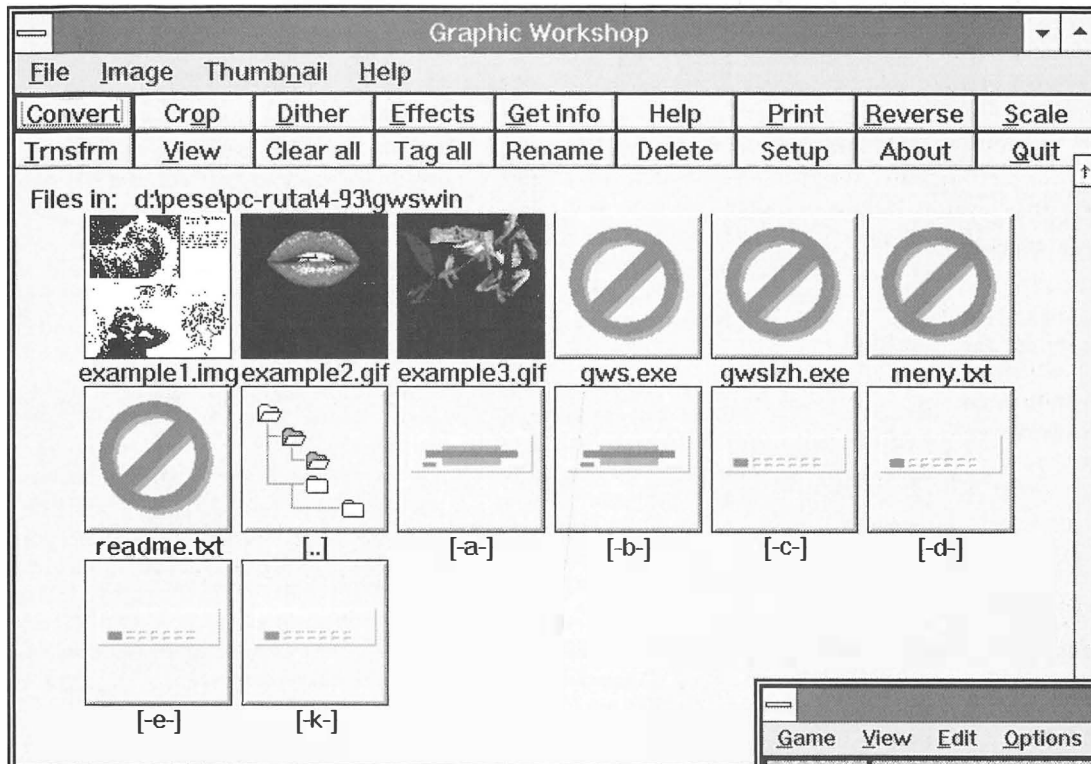 Graphic Workshop
File Image Thumbnail Help
Convert Crop Dither Effects Get info Help Print Reverse Scale
Trnsfrm View Clear all Tag all Rename Delete Setup About Quit
Files in: d:\pese\pc-ruta\4-93\gwswin
example1.img example2.gif example3.gif gws.exe gwslzh.exe meny.txt
readme.txt [..] [-a-] [-b-] [-c-] [-d-]
[-e-] [-k-]
Game View Edit Options